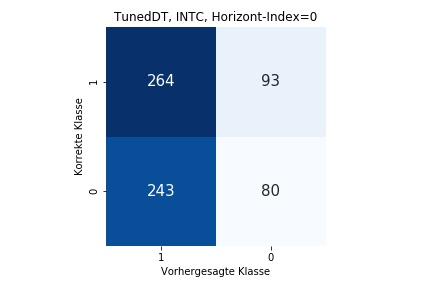 TunedDT, INTC, Horizont-Index=0
Korrekte Klasse
1
264
93
0
243
80
1
0
Vorhergesagte Klasse